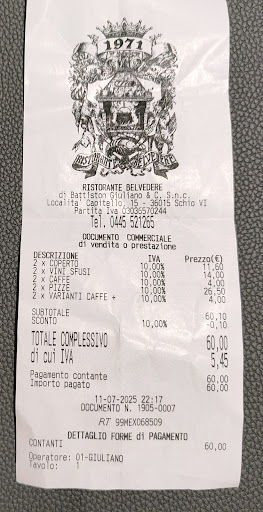 1971
RISTORANTE BELVEDERE
RISTORANTE BELVEDERE
di Battiston Giuliano & C. S.n.c.
Localita' Capitello, 15 - 36015 Schio VI
Partita Iva 03036570244
Tel. 0445 521265
DOCUMENTO COMMERCIALE
di vendita o prestazione
DESCRIZIONE IVA Prezzo(€)
2 x COPERTO 10,00% 11,60
2 x VINI SFUSI 10,00% 14,00
2 x CAFFE 10,00% 4,00
2 x PIZZE 10,00% 26,50
2 x VARIANTI CAFFE + 10,00% 4,00
SUBTOTALE 60,10
SCONTO 10,00% -0,10
TOTALE COMPLESSIVO 60,00
di cui IVA 5,45
Pagamento contante 60,00
Importo pagato 60,00
11-07-2025 22:17
DOCUMENTO N. 1905-0007
RT 99MEX068509
DETTAGLIO FORME di PAGAMENTO
CONTANTI 60,00
Operatore: 01-GIULIANO
Tavolo: 1